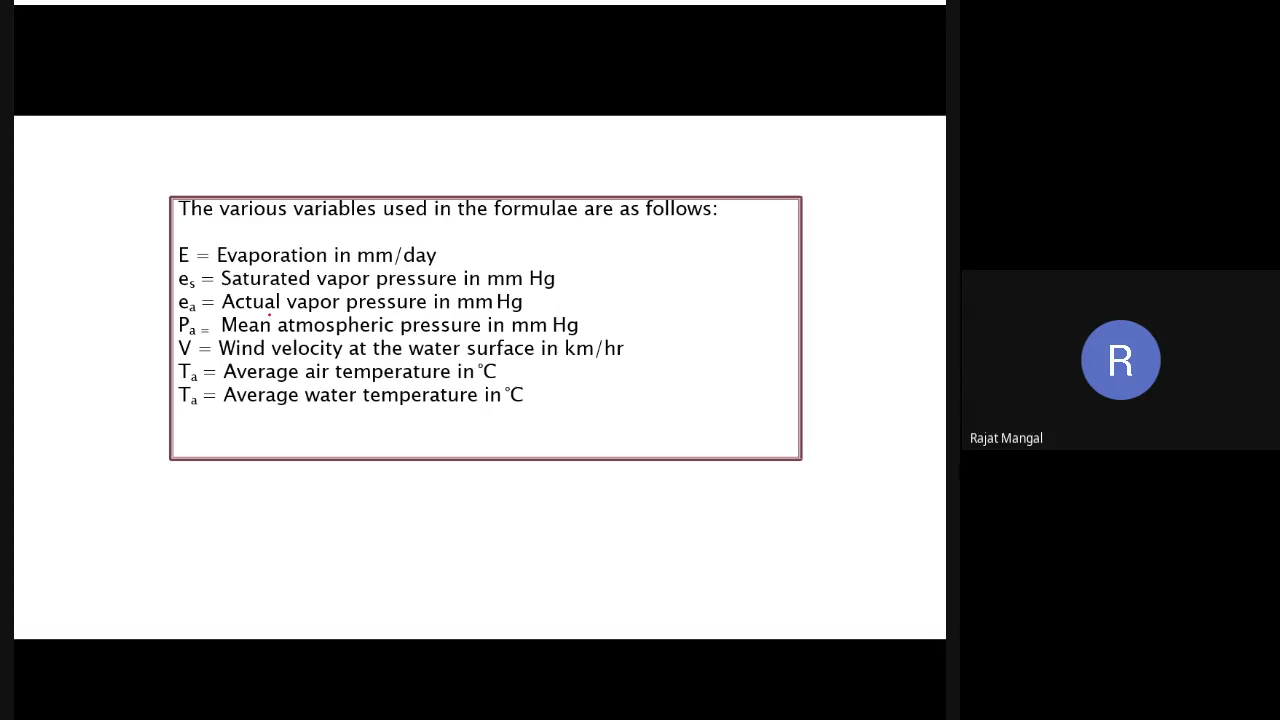 The various variables used in the formulae are as follows:
E = Evaporation in mm/day
eₛ = Saturated vapor pressure in mm Hg
eₐ = Actual vapor pressure in mm Hg
Pₐ = Mean atmospheric pressure in mm Hg
V = Wind velocity at the water surface in km/hr
Tₐ = Average air temperature in °C
Tₐ = Average water temperature in °C
R
Rajat Mangal